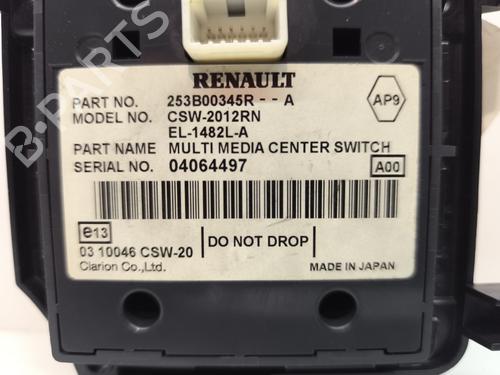 RENAULT
PART NO. 253B00345R - - A
MODEL NO. CSW-2012RN
EL-1482L-A
AP9
PART NAME MULTI MEDIA CENTER SWITCH
SERIAL NO. 04064497
A00
e13
03 10046 CSW-20
DO NOT DROP
Clarion Co.,Ltd.
MADE IN JAPAN